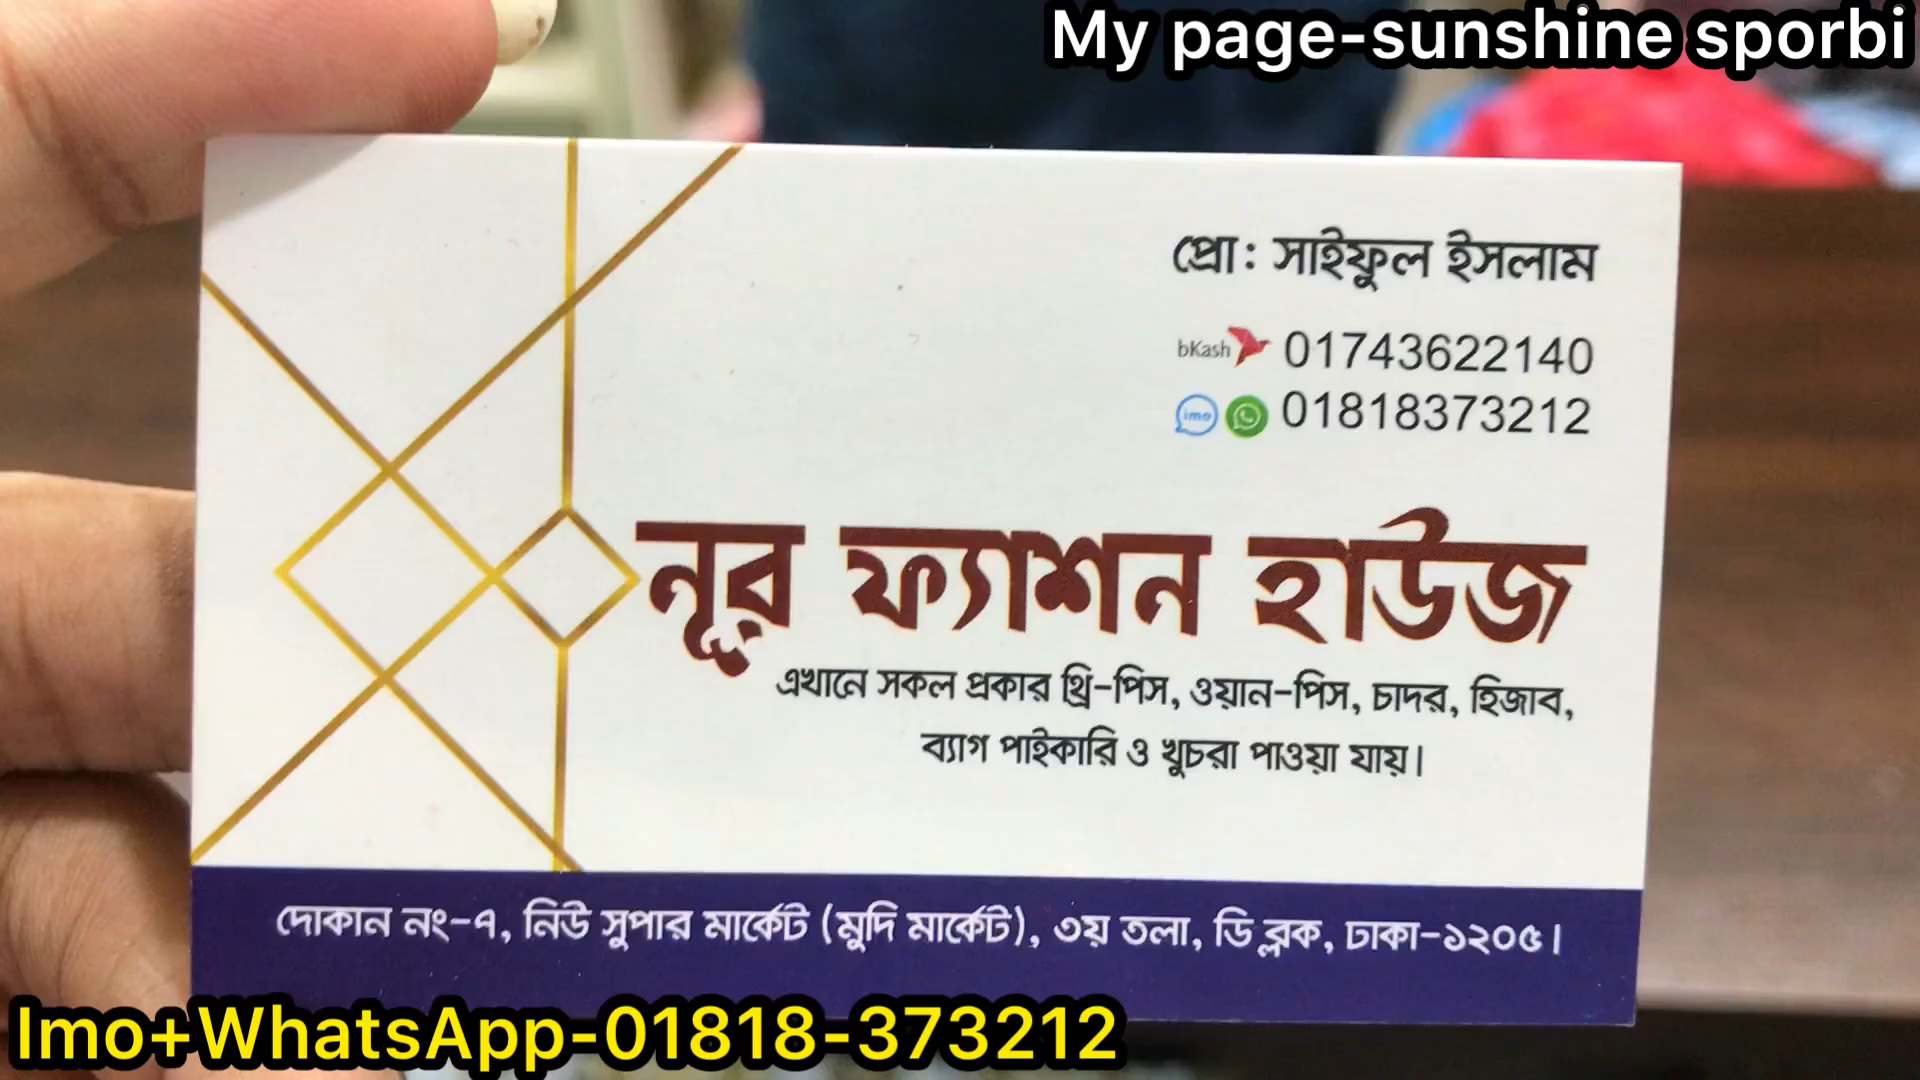 My page-sunshine sporbi
প্রো: সাইফুল ইসলাম
bKash 01743622140
imo 01818373212
নূর ফ্যাশন হাউজ
এখানে সকল প্রকার থ্রি-পিস, ওয়ান-পিস, চাদর, হিজাব,
ব্যাগ পাইকারি ও খুচরা পাওয়া যায়।
দোকান নং-৭, নিউ সুপার মার্কেট (মুদি মার্কেট), ৩য় তলা, ডি ব্লক, ঢাকা-১২০৫।
Imo+WhatsApp-01818-373212